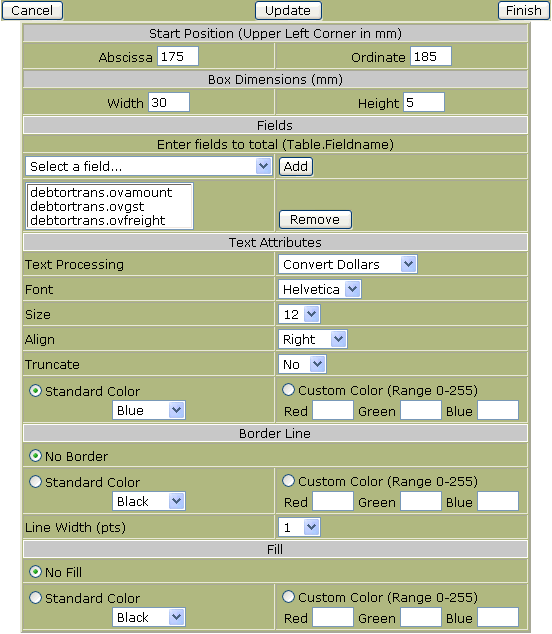 Cancel Update Finish
Start Position (Upper Left Corner in mm)
Abscissa 175 Ordinate 185
Box Dimensions (mm)
Width 30 Height 5
Fields
Enter fields to total (Table.Fieldname)
Select a field... Add
debtortrans.ovamount
debtortrans.ovgst
debtortrans.ovfreight Remove
Text Attributes
Text Processing Convert Dollars
Font Helvetica
Size 12
Align Right
Truncate No
Standard Color Custom Color (Range 0-255)
Blue Red Green Blue
Border Line
No Border
Standard Color Custom Color (Range 0-255)
Black Red Green Blue
Line Width (pts) 1
Fill
No Fill
Standard Color Custom Color (Range 0-255)
Black Red Green Blue